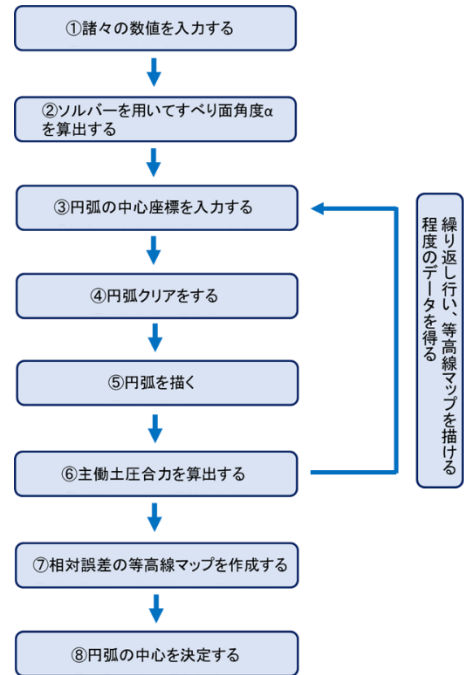 ①諸々の数値を入力する
②ソルバーを用いてすべり面角度α
を算出する
③円弧の中心座標を入力する
④円弧クリアをする
⑤円弧を描く
⑥主働土圧合力を算出する
⑦相対誤差の等高線マップを作成する
⑧円弧の中心を決定する
繰り返し行い、等高線マップを描ける
程度のデータを得る